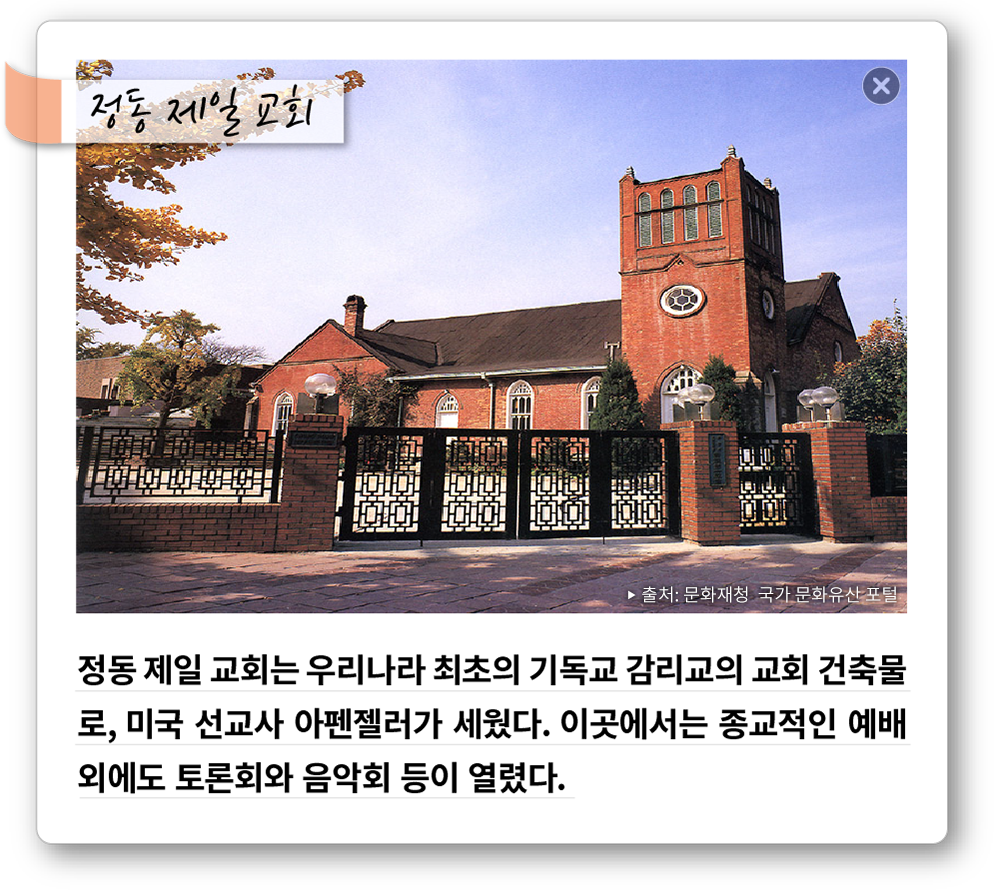 정동 제일 교회
▶ 출처: 문화재청 국가 문화유산 포털
정동 제일 교회는 우리나라 최초의 기독교 감리교의 교회 건축물
로, 미국 선교사 아펜젤러가 세웠다. 이곳에서는 종교적인 예배
외에도 토론회와 음악회 등이 열렸다.